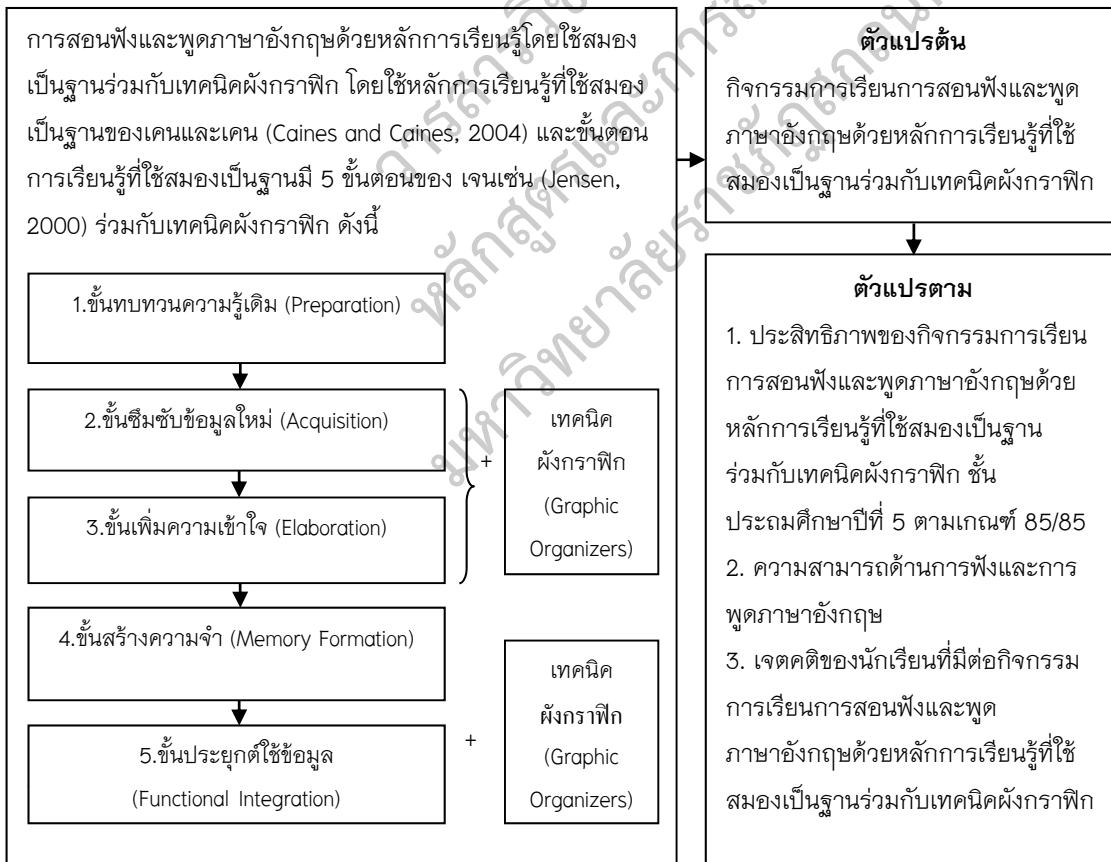 การสอนฟังและพูดภาษาอังกฤษด้วยหลักการเรียนรู้โดยใช้สมอง
เป็นฐานร่วมกับเทคนิคผังกราฟิก โดยใช้หลักการเรียนรู้ที่ใช้สมอง
เป็นฐานของเคนและเคน (Caines and Caines, 2004) และขั้นตอน
การเรียนรู้ที่ใช้สมองเป็นฐานมี 5 ขั้นตอนของ เจนเซ่น (Jensen,
2000) ร่วมกับเทคนิคผังกราฟิก ดังนี้
1.ขั้นทบทวนความรู้เดิม (Preparation)
2.ขั้นซึมซับข้อมูลใหม่ (Acquisition)
3.ขั้นเพิ่มความเข้าใจ (Elaboration)
+
เทคนิค
ผังกราฟิก
(Graphic
Organizers)
4.ขั้นสร้างความจำ (Memory Formation)
5.ขั้นประยุกต์ใช้ข้อมูล
(Functional Integration)
+
เทคนิค
ผังกราฟิก
(Graphic
Organizers)
ตัวแปรต้น
กิจกรรมการเรียนการสอนฟังและพูด
ภาษาอังกฤษด้วยหลักการเรียนรู้ที่ใช้
สมองเป็นฐานร่วมกับเทคนิคผังกราฟิก
ตัวแปรตาม
1. ประสิทธิภาพของกิจกรรมการเรียน
การสอนฟังและพูดภาษาอังกฤษด้วย
หลักการเรียนรู้ที่ใช้สมองเป็นฐาน
ร่วมกับเทคนิคผังกราฟิก ชั้น
ประถมศึกษาปีที่ 5 ตามเกณฑ์ 85/85
2. ความสามารถด้านการฟังและการ
พูดภาษาอังกฤษ
3. เจตคติของนักเรียนที่มีต่อกิจกรรม
การเรียนการสอนฟังและพูด
ภาษาอังกฤษด้วยหลักการเรียนรู้ที่ใช้
สมองเป็นฐานร่วมกับเทคนิคผังกราฟิก